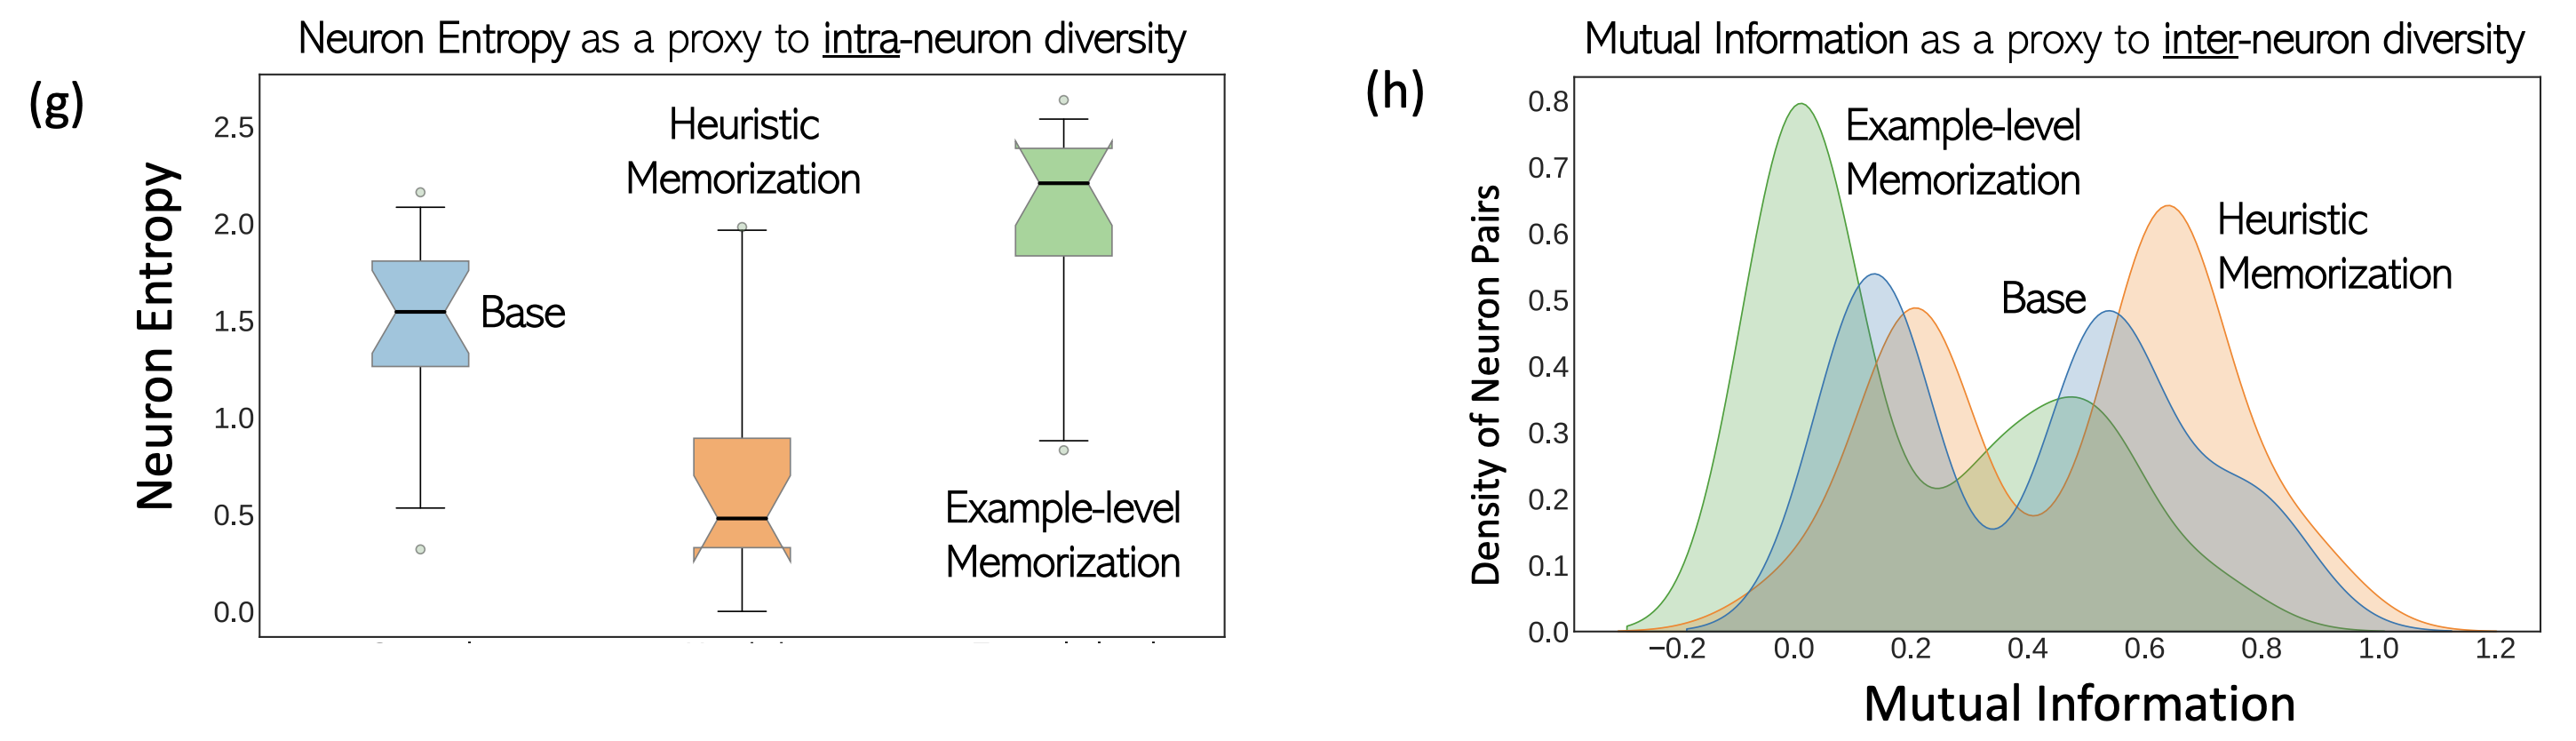 Neuron Entropy as a proxy to intra-neuron diversity
(g)
Neuron Entropy
2.5
2.0
1.5
1.0
0.5
0.0
Base
Heuristic
Memorization
Example-level
Memorization
Mutual Information as a proxy to inter-neuron diversity
(h)
Density of Neuron Pairs
0.8
0.7
0.6
0.5
0.4
0.3
0.2
0.1
0.0
Example-level
Memorization
Heuristic
Memorization
Base
−0.2 0.0 0.2 0.4 0.6 0.8 1.0 1.2
Mutual Information